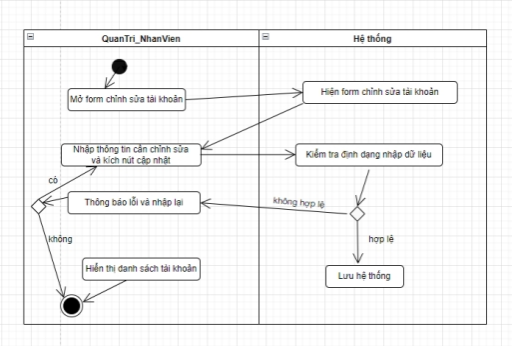 QuanTri_NhanVien
Hệ thống
Mở form chỉnh sửa tài khoản
Hiện form chỉnh sửa tài khoản
Nhập thông tin cần chỉnh sửa
và kích nút cập nhật
Kiểm tra định dạng nhập dữ liệu
có
Thông báo lỗi và nhập lại
không hợp lệ
không
hợp lệ
Hiển thị danh sách tài khoản
Lưu hệ thống